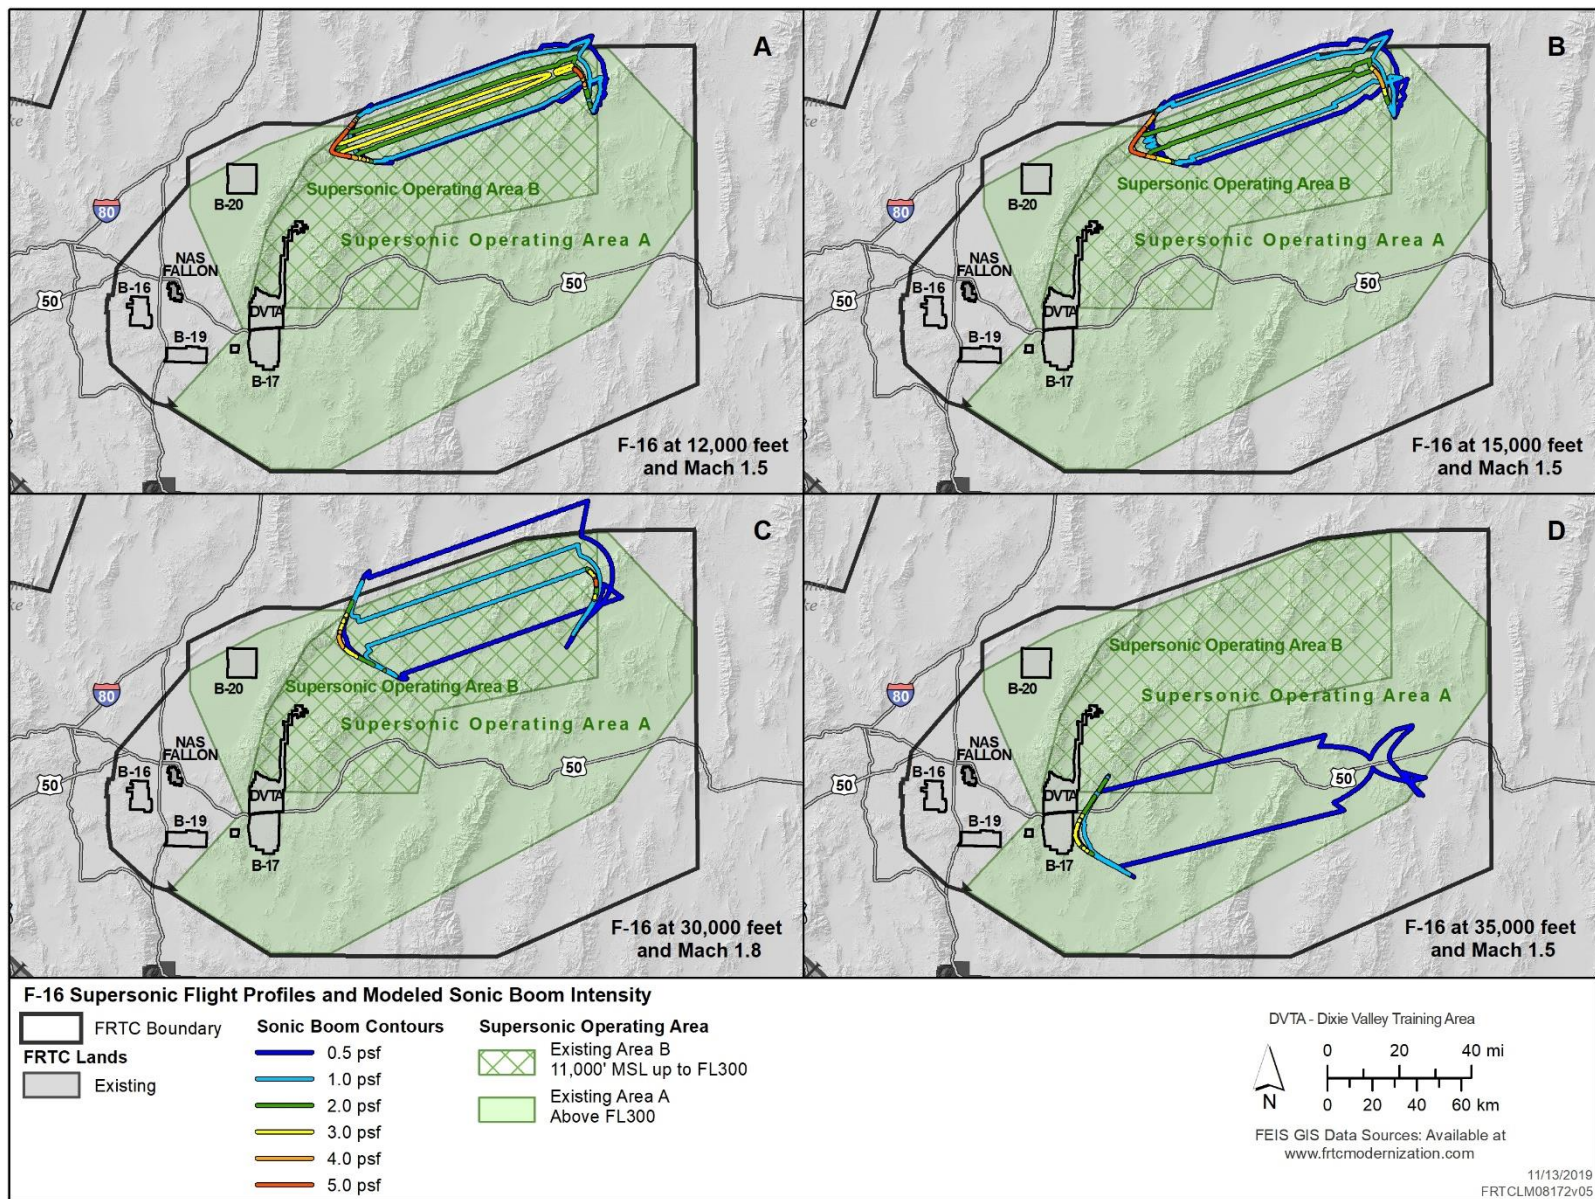 A
Supersonic Operating Area B
B-20
80
Supersonic Operating Area A
NAS
FALLON
B-16
50
50
DVTA
B-19
B-17
F-16 at 12,000 feet
and Mach 1.5
B
Supersonic Operating Area B
B-20
80
Supersonic Operating Area A
NAS
FALLON
B-16
50
50
DVTA
B-19
B-17
F-16 at 15,000 feet
and Mach 1.5
C
B-20
Supersonic Operating Area B
80
Supersonic Operating Area A
NAS
FALLON
B-16
50
50
DVTA
B-19
B-17
F-16 at 30,000 feet
and Mach 1.8
D
Supersonic Operating Area B
B-20
80
Supersonic Operating Area A
NAS
FALLON
B-16
50
50
DVTA
B-19
B-17
F-16 at 35,000 feet
and Mach 1.5
F-16 Supersonic Flight Profiles and Modeled Sonic Boom Intensity
FRTC Boundary
FRTC Lands
Existing
Sonic Boom Contours
0.5 psf
1.0 psf
2.0 psf
3.0 psf
4.0 psf
5.0 psf
Supersonic Operating Area
Existing Area B
11,000' MSL up to FL300
Existing Area A
Above FL300
DVTA - Dixie Valley Training Area
N
0 20 40 mi
0 20 40 60 km
FEIS GIS Data Sources: Available at
www.frtcmodernization.com
11/13/2019
FRTCLM08172v05